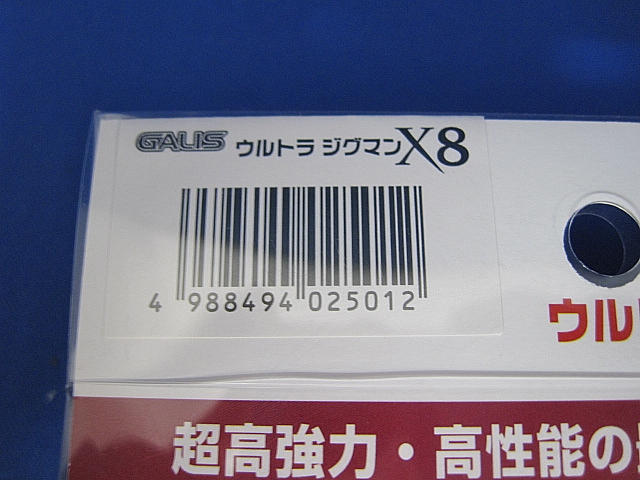 GALIS ウルトラ ジグマンX8
4 988494 025012
ウル
超高強力・高性能の